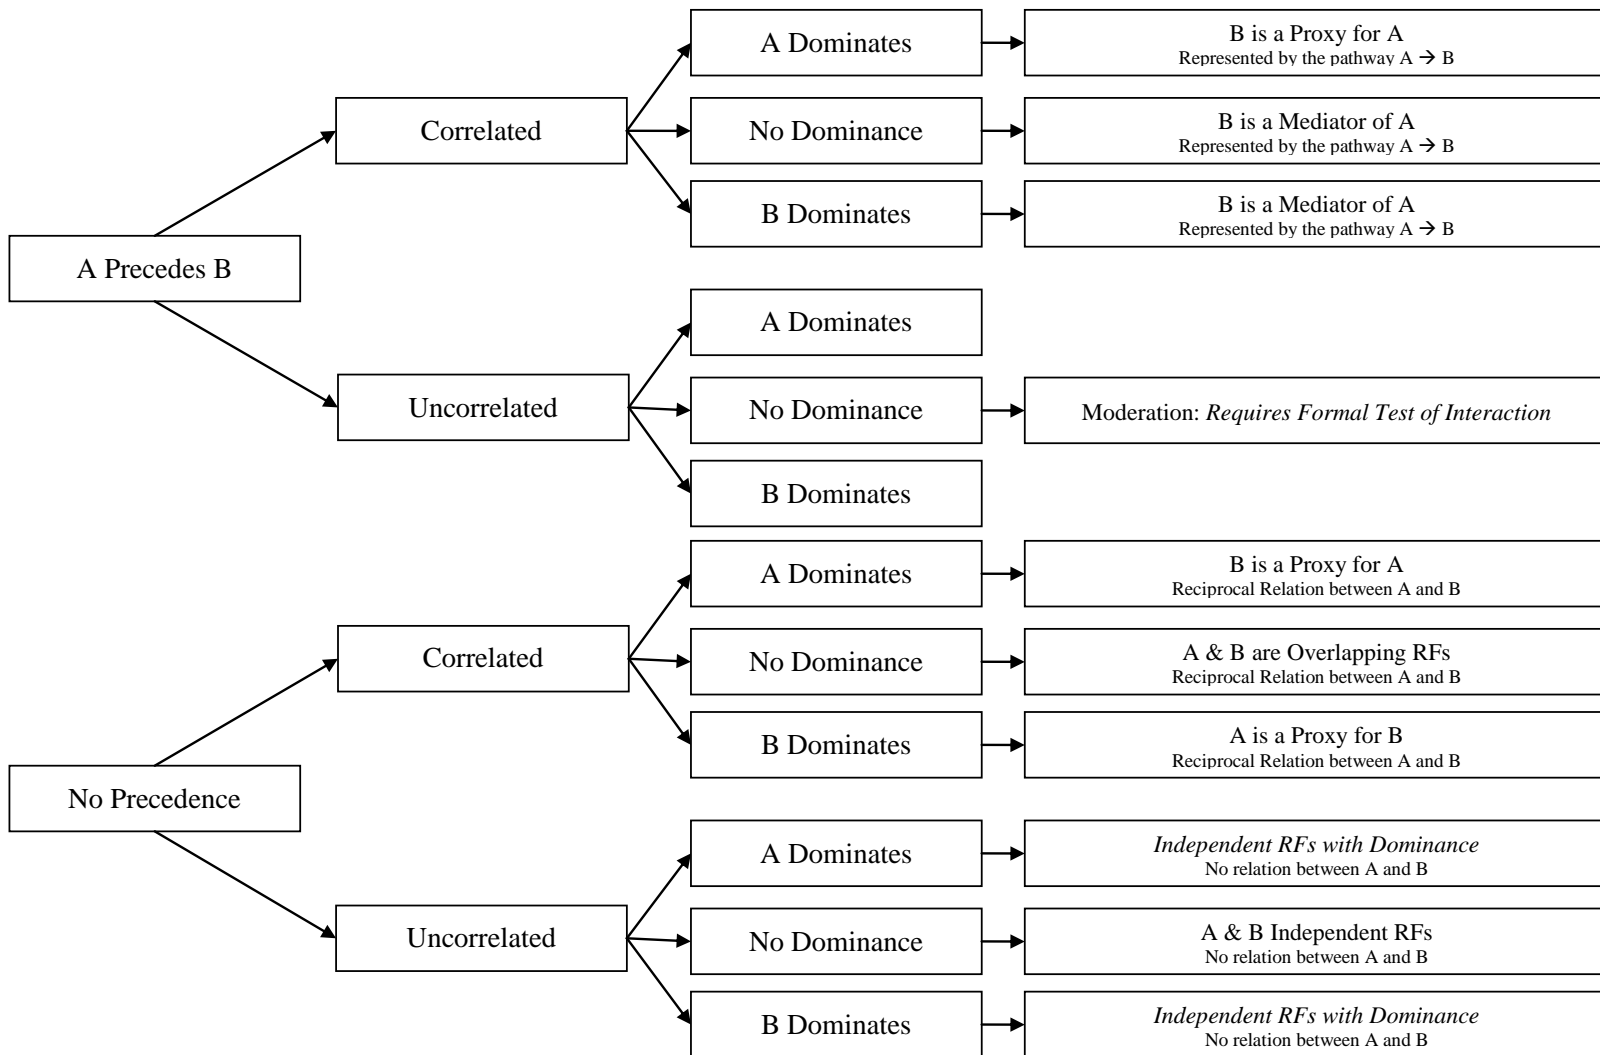 A Dominates
B is a Proxy for A
Represented by the pathway A → B
Correlated
No Dominance
B is a Mediator of A
Represented by the pathway A → B
B Dominates
B is a Mediator of A
Represented by the pathway A → B
A Precedes B
A Dominates
Uncorrelated
No Dominance
Moderation: Requires Formal Test of Interaction
B Dominates
A Dominates
B is a Proxy for A
Reciprocal Relation between A and B
Correlated
No Dominance
A & B are Overlapping RFs
Reciprocal Relation between A and B
B Dominates
A is a Proxy for B
Reciprocal Relation between A and B
No Precedence
A Dominates
Independent RFs with Dominance
No relation between A and B
Uncorrelated
No Dominance
A & B Independent RFs
No relation between A and B
B Dominates
Independent RFs with Dominance
No relation between A and B